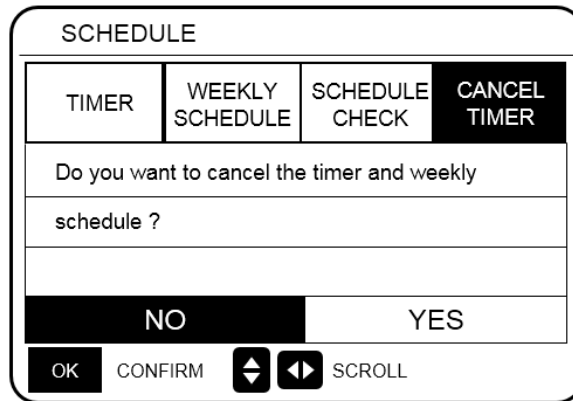 SCHEDULE
TIMER
WEEKLY
SCHEDULE
SCHEDULE
CHECK
CANCEL
TIMER
Do you want to cancel the timer and weekly
schedule ?
NO YES
OK CONFIRM SCROLL